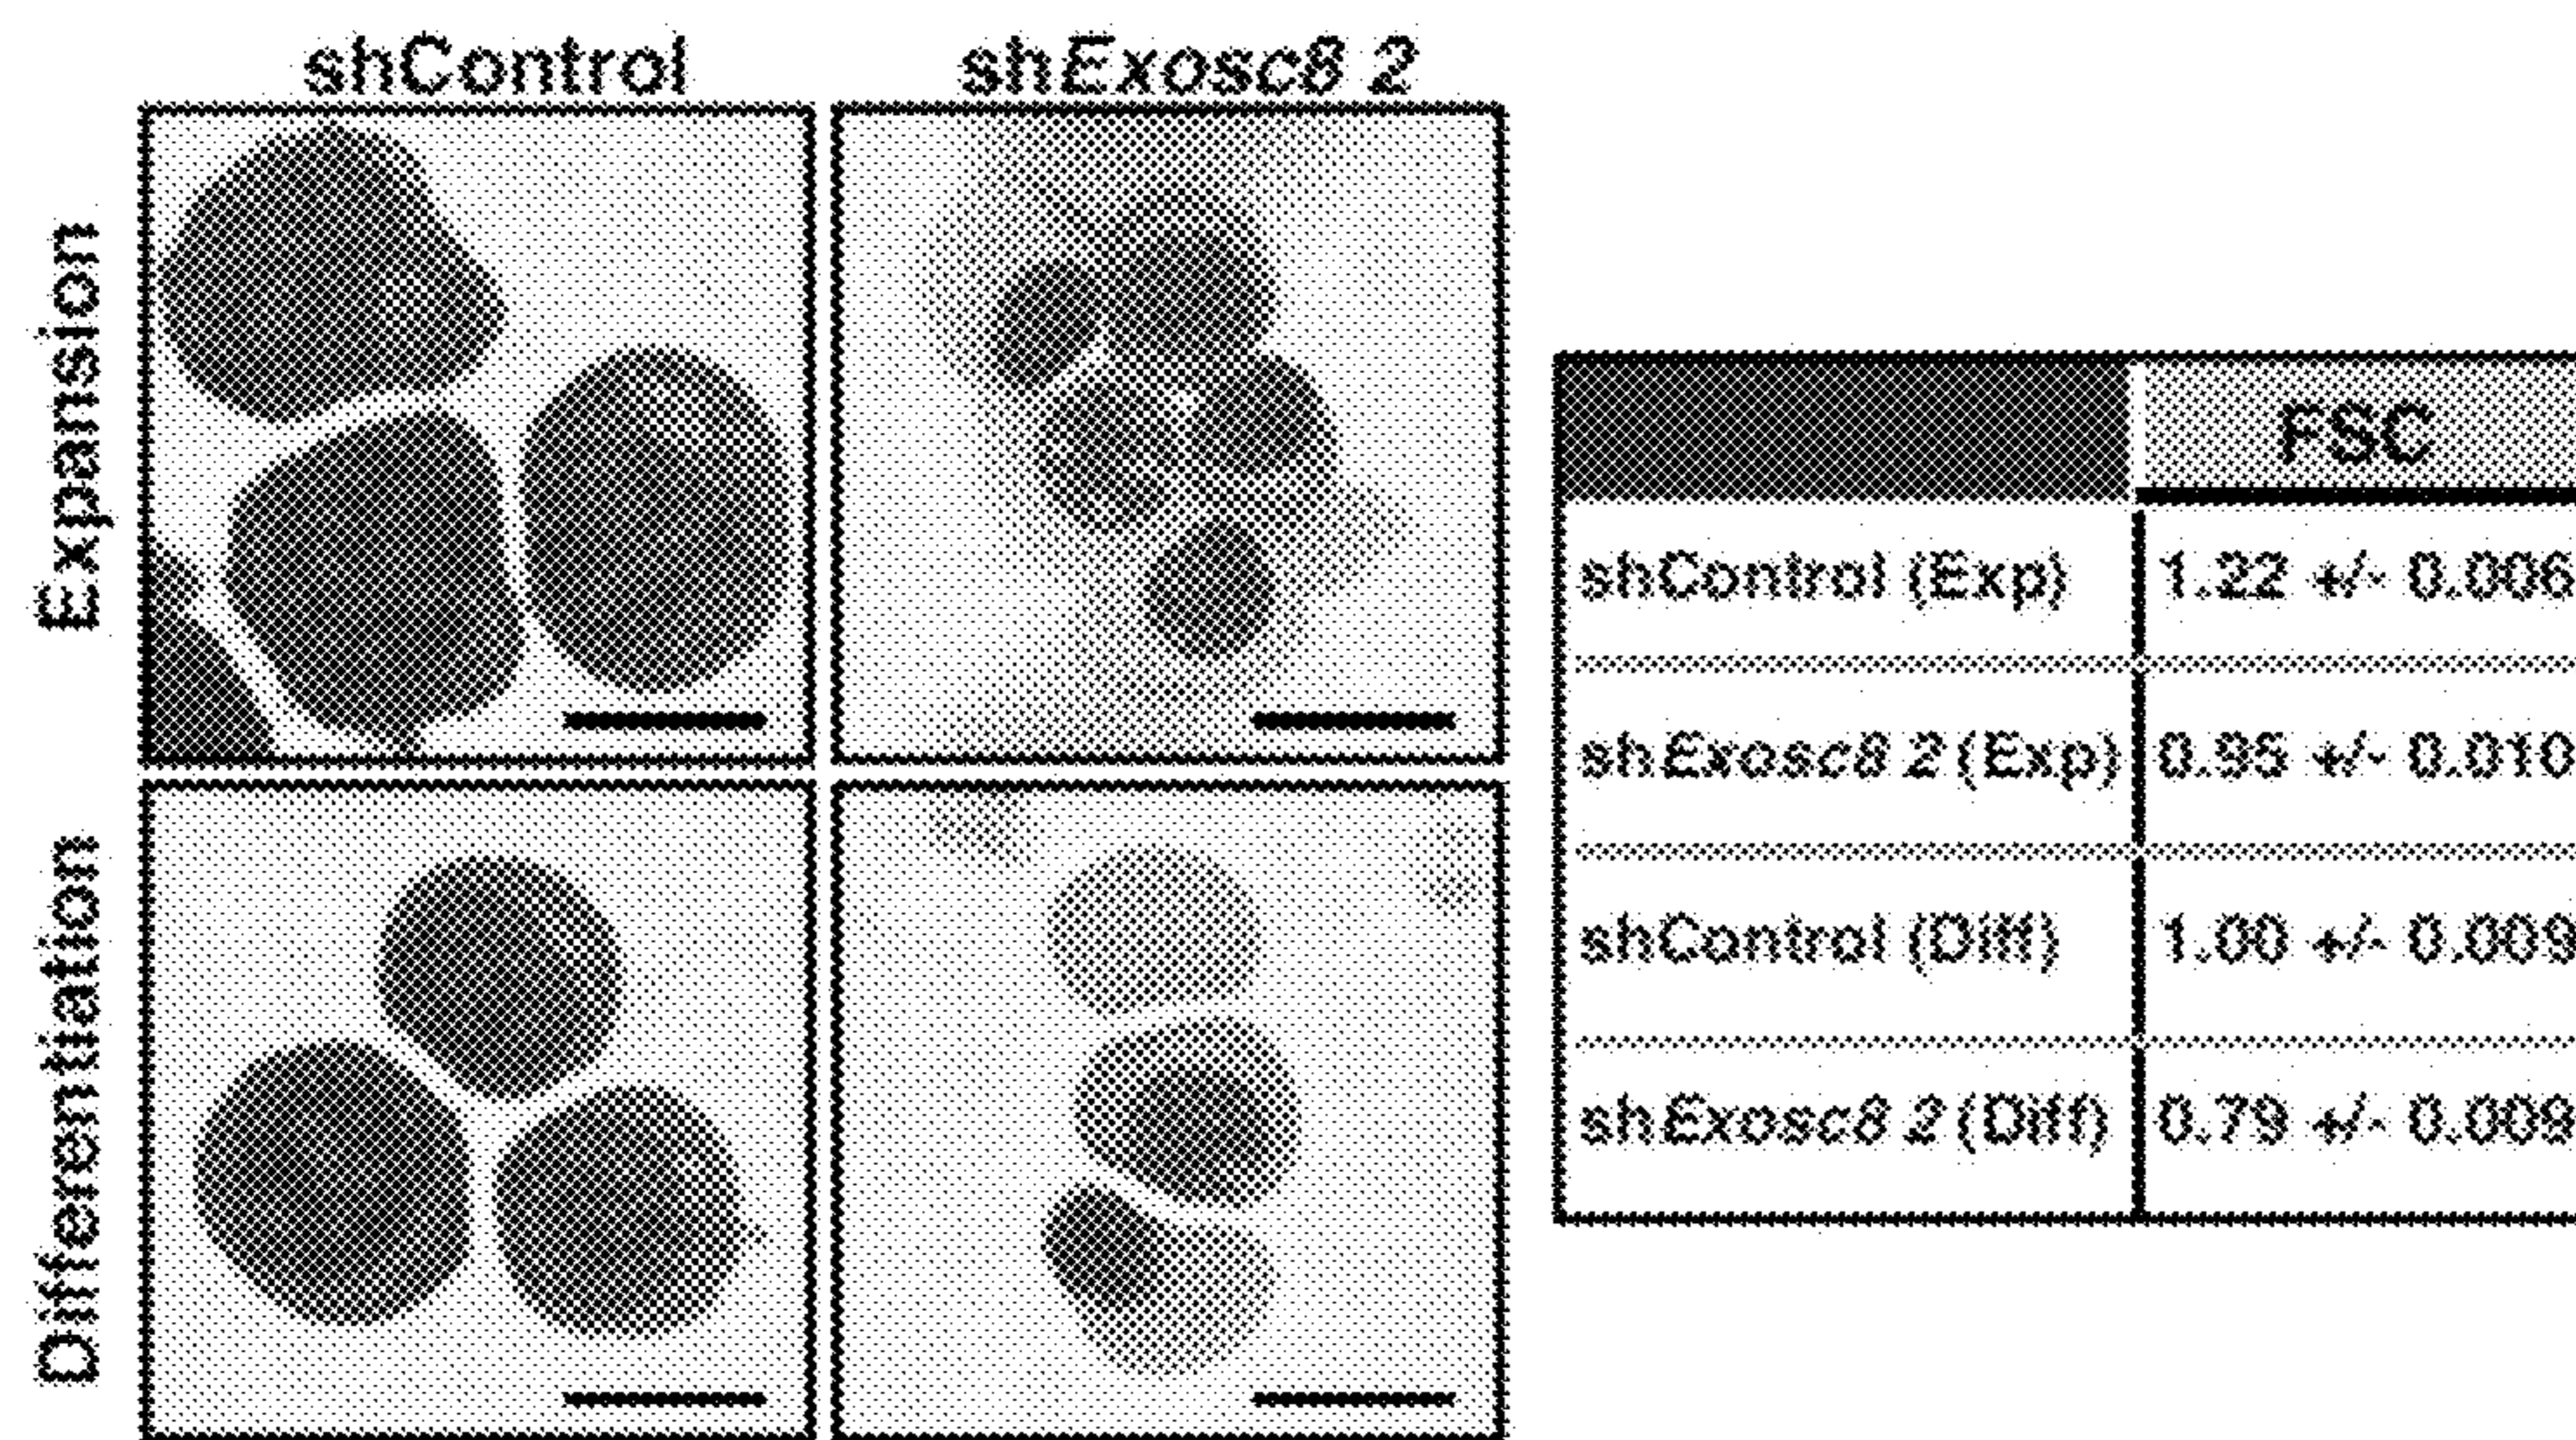 shControl shExosc8 2
Expansion
Differentiation
FSC
shControl (Exp) 1.22 +/- 0.006
shExosc8 2 (Exp) 0.95 +/- 0.010
shControl (Diff) 1.00 +/- 0.009
shExosc8 2 (Diff) 0.79 +/- 0.009